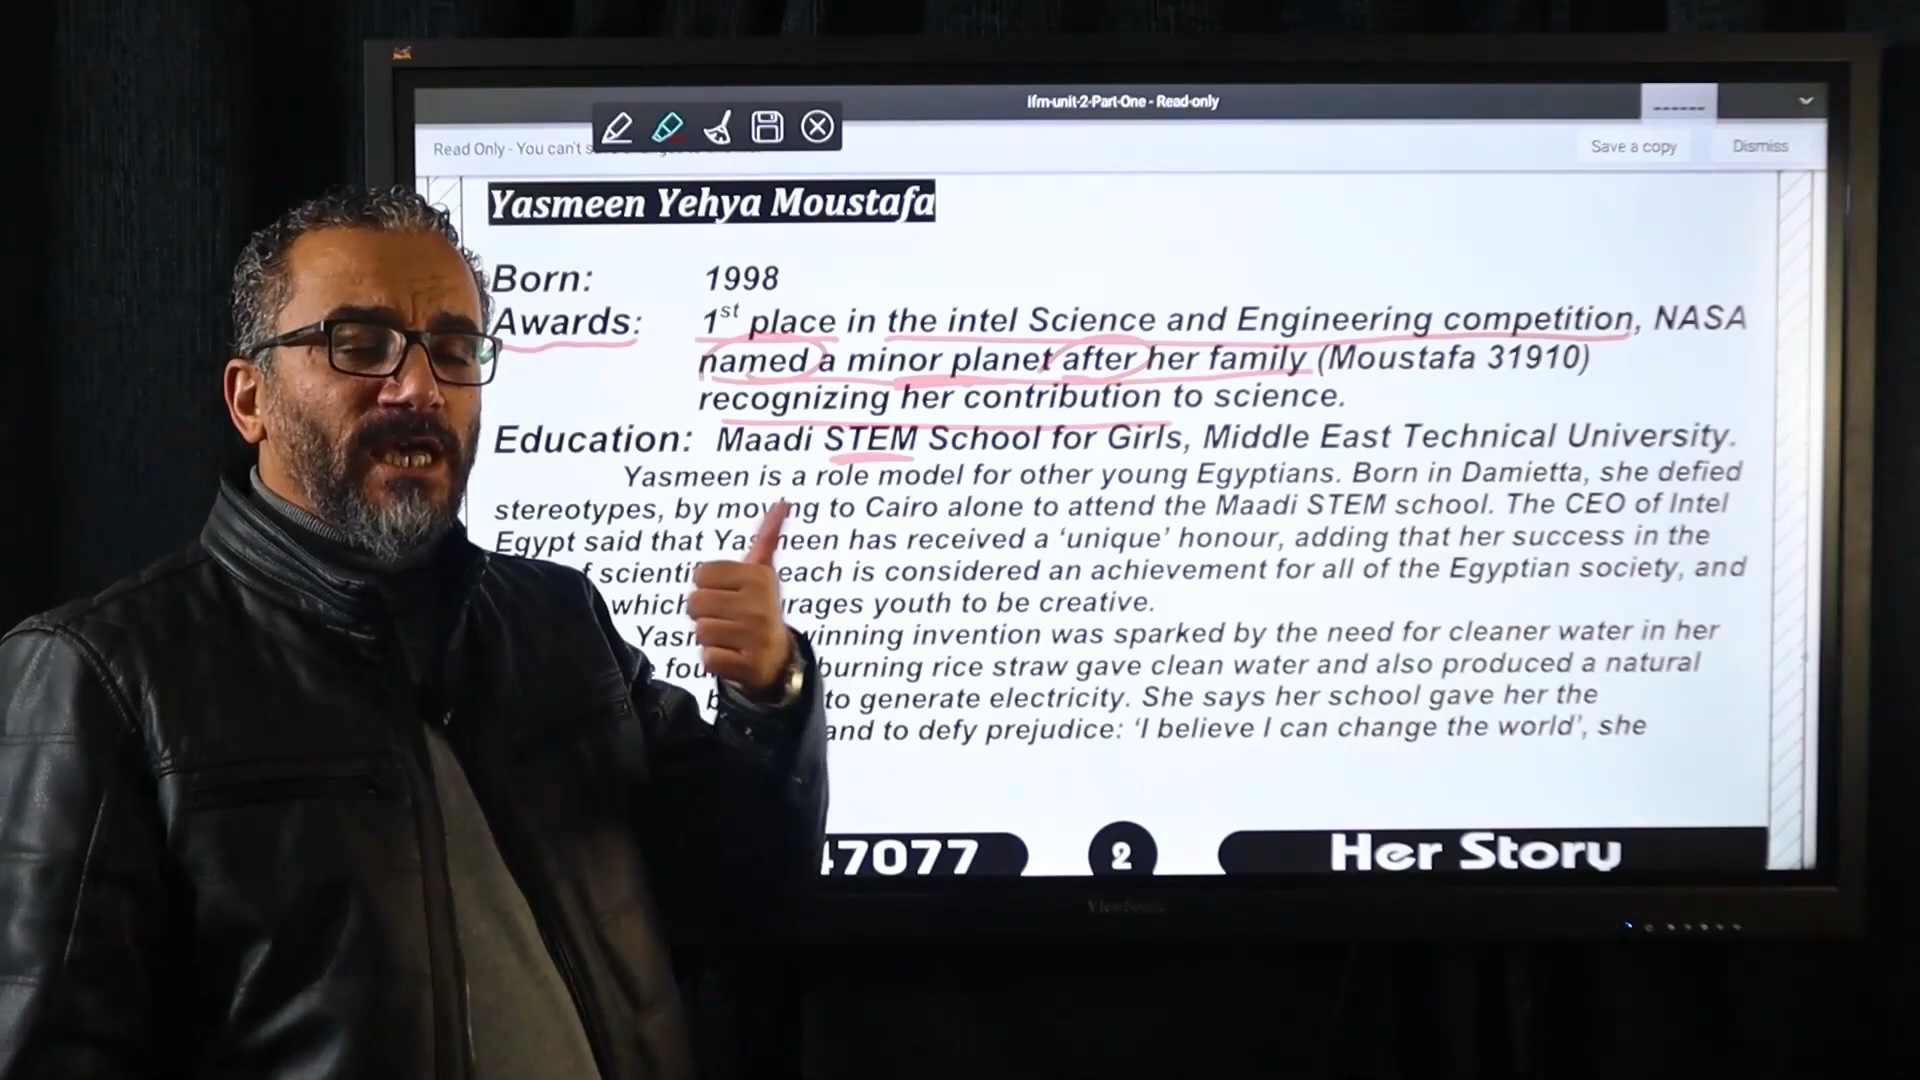 lfm-unit-2-Part-One - Read-only
Read Only - You can't
Save a copy
Dismiss
Yasmeen Yehya Moustafa
Born: 1998
Awards: 1st place in the intel Science and Engineering competition, NASA
named a minor planet after her family (Moustafa 31910)
recognizing her contribution to science.
Education: Maadi STEM School for Girls, Middle East Technical University.
Yasmeen is a role model for other young Egyptians. Born in Damietta, she defied
stereotypes, by moving to Cairo alone to attend the Maadi STEM school. The CEO of Intel
Egypt said that Yasmeen has received a ‘unique’ honour, adding that her success in the
considered an achievement for all of the Egyptian society, and
which youth to be creative.
winning invention was sparked by the need for cleaner water in her
burning rice straw gave clean water and also produced a natural
to generate electricity. She says her school gave her the
and to defy prejudice: ‘I believe I can change the world’, she
47077
2
Her Story
ViewSonic